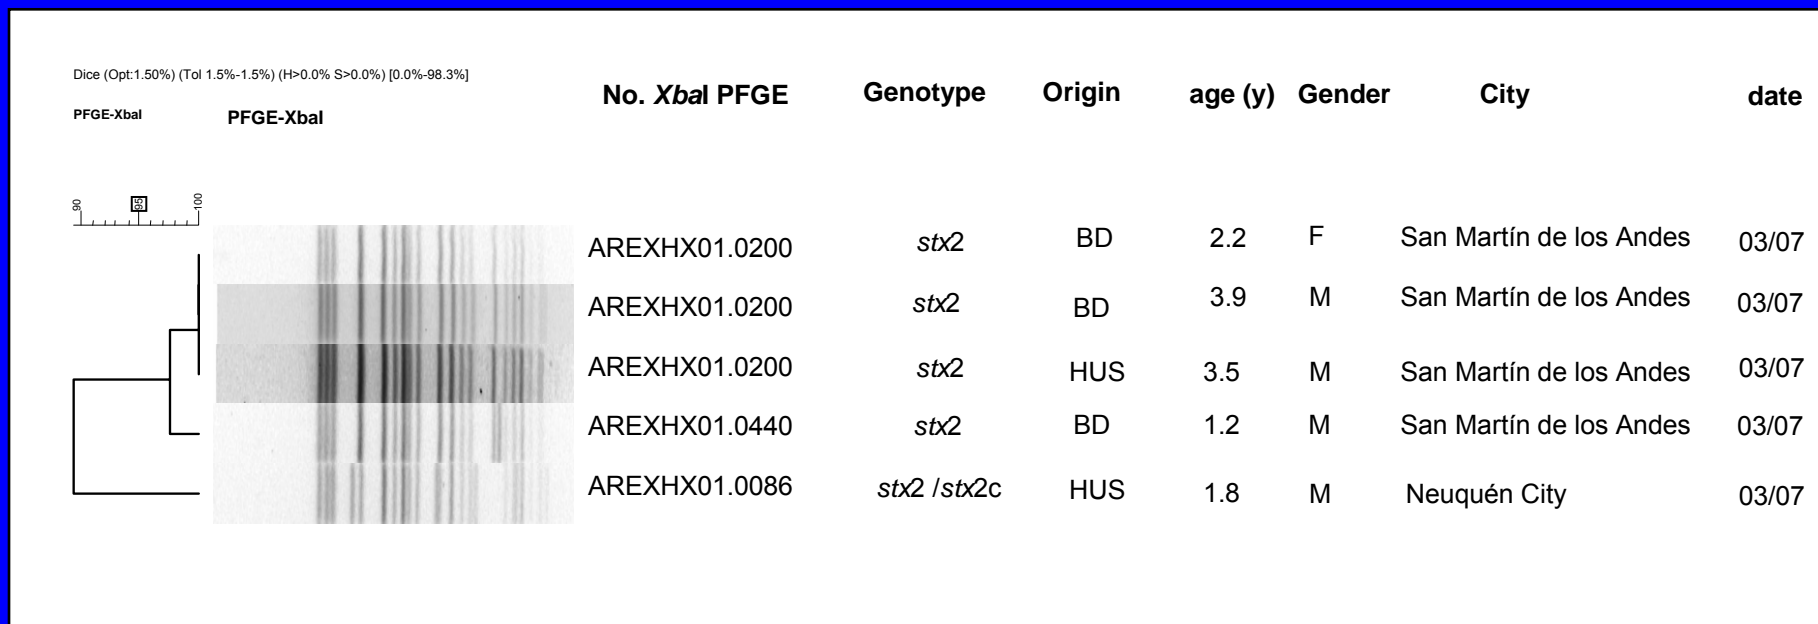 Dice (Opt:1.50%) (Tol 1.5%-1.5%) (H>0.0% S>0.0%) [0.0%-98.3%]
PFGE-XbaI PFGE-XbaI No. XbaI PFGE Genotype Origin age (y) Gender City date
90 95 100
AREXHX01.0200 stx2 BD 2.2 F San Martín de los Andes 03/07
AREXHX01.0200 stx2 BD 3.9 M San Martín de los Andes 03/07
AREXHX01.0200 stx2 HUS 3.5 M San Martín de los Andes 03/07
AREXHX01.0440 stx2 BD 1.2 M San Martín de los Andes 03/07
AREXHX01.0086 stx2 /stx2c HUS 1.8 M Neuquén City 03/07